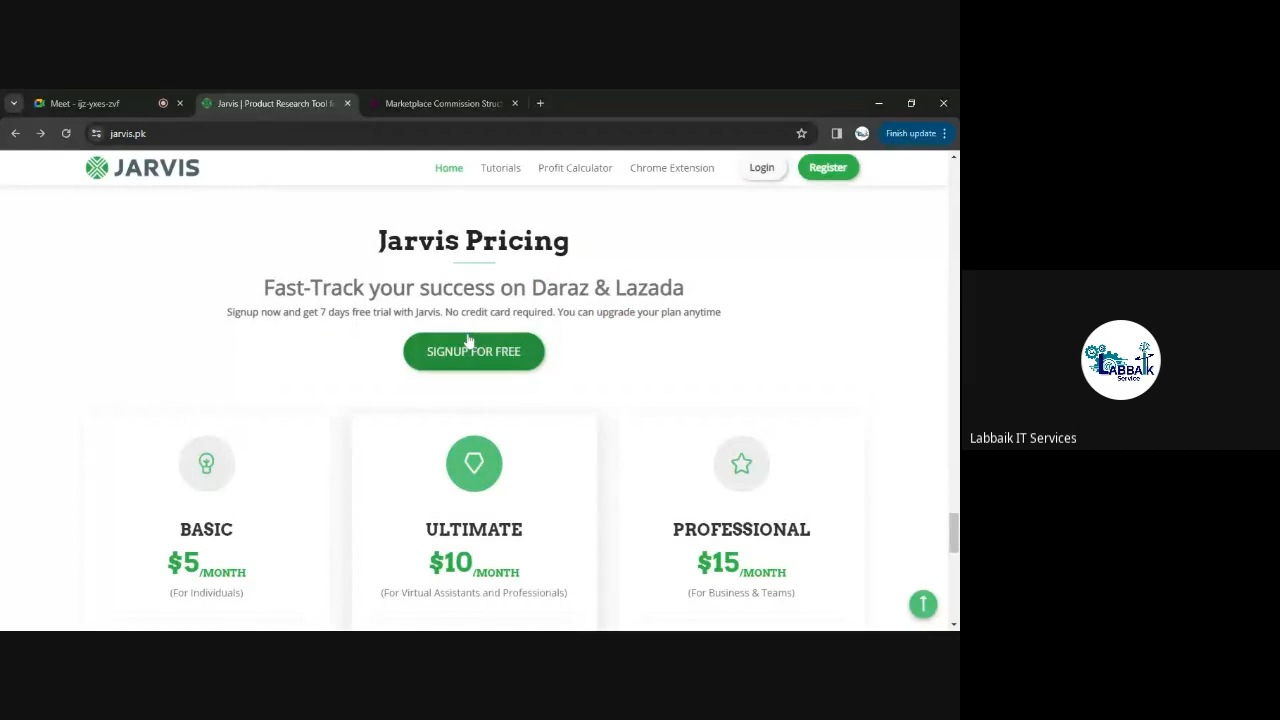 Meet - ijz-yxes-zvf
Jarvis | Product Research Tool f
Marketplace Commission Struc
jarvis.pk
Finish update
JARVIS
Home
Tutorials
Profit Calculator
Chrome Extension
Login
Register
Jarvis Pricing
Fast-Track your success on Daraz & Lazada
Signup now and get 7 days free trial with Jarvis. No credit card required. You can upgrade your plan anytime
SIGNUP FOR FREE
BASIC
$5/MONTH
(For Individuals)
ULTIMATE
$10/MONTH
(For Virtual Assistants and Professionals)
PROFESSIONAL
$15/MONTH
(For Business & Teams)
LABBAIK
Service
Labbaik IT Services